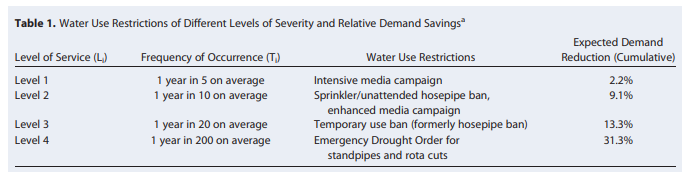 Table 1. Water Use Restrictions of Different Levels of Severity and Relative Demand Savingsᵃ
Expected Demand
Level of Service (Lᵢ) Frequency of Occurrence (Tᵢ) Water Use Restrictions Reduction (Cumulative)
Level 1 1 year in 5 on average Intensive media campaign 2.2%
Level 2 1 year in 10 on average Sprinkler/unattended hosepipe ban, 9.1%
enhanced media campaign
Level 3 1 year in 20 on average Temporary use ban (formerly hosepipe ban) 13.3%
Level 4 1 year in 200 on average Emergency Drought Order for 31.3%
standpipes and rota cuts